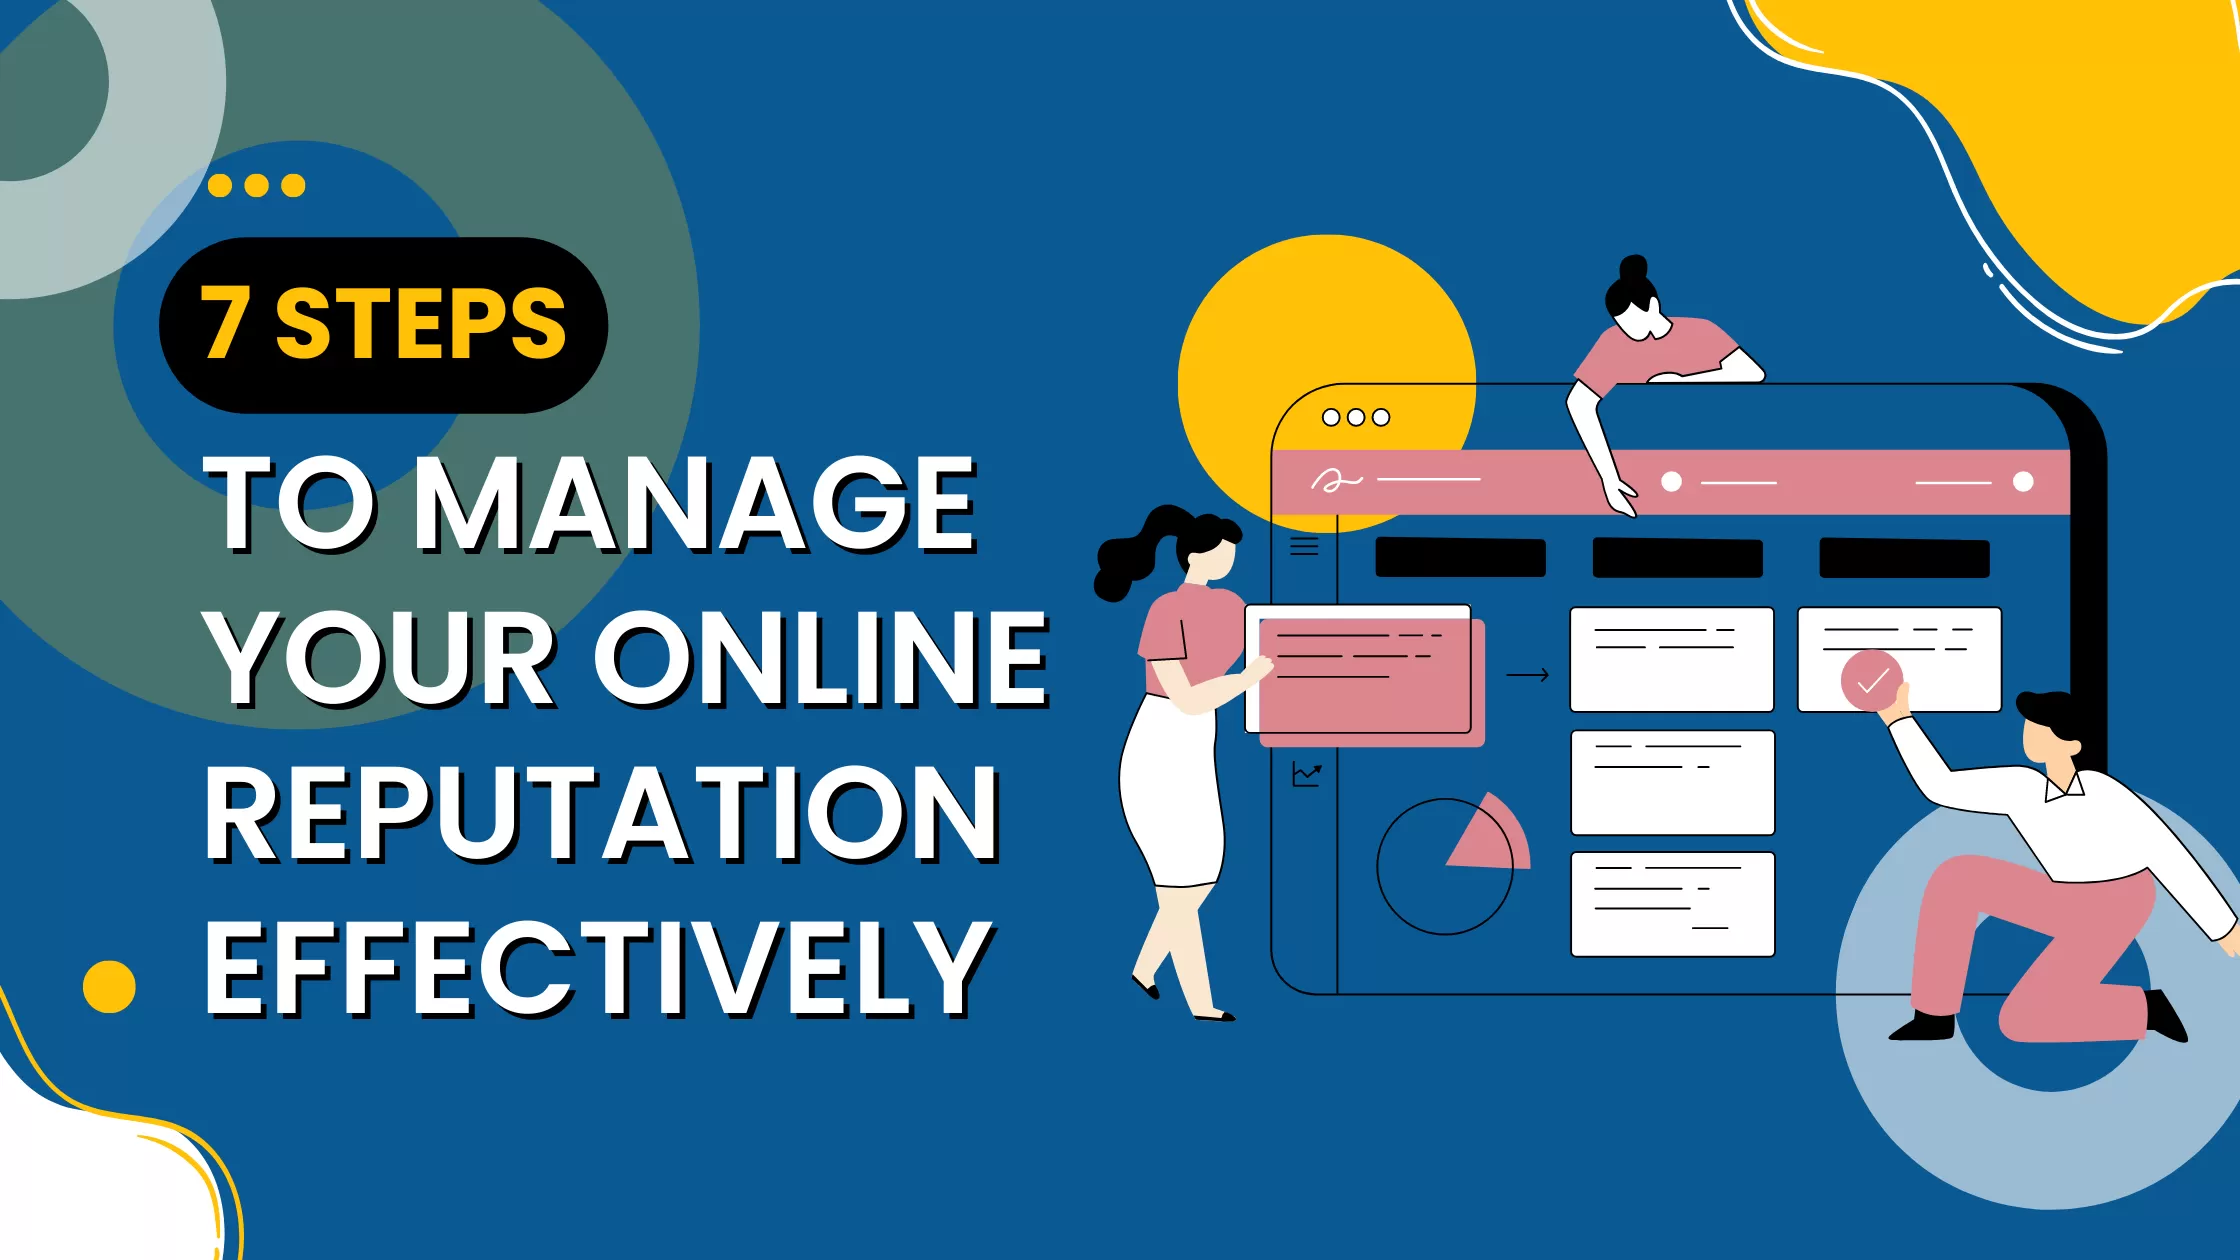 7 STEPS
TO MANAGE
YOUR ONLINE
REPUTATION
EFFECTIVELY